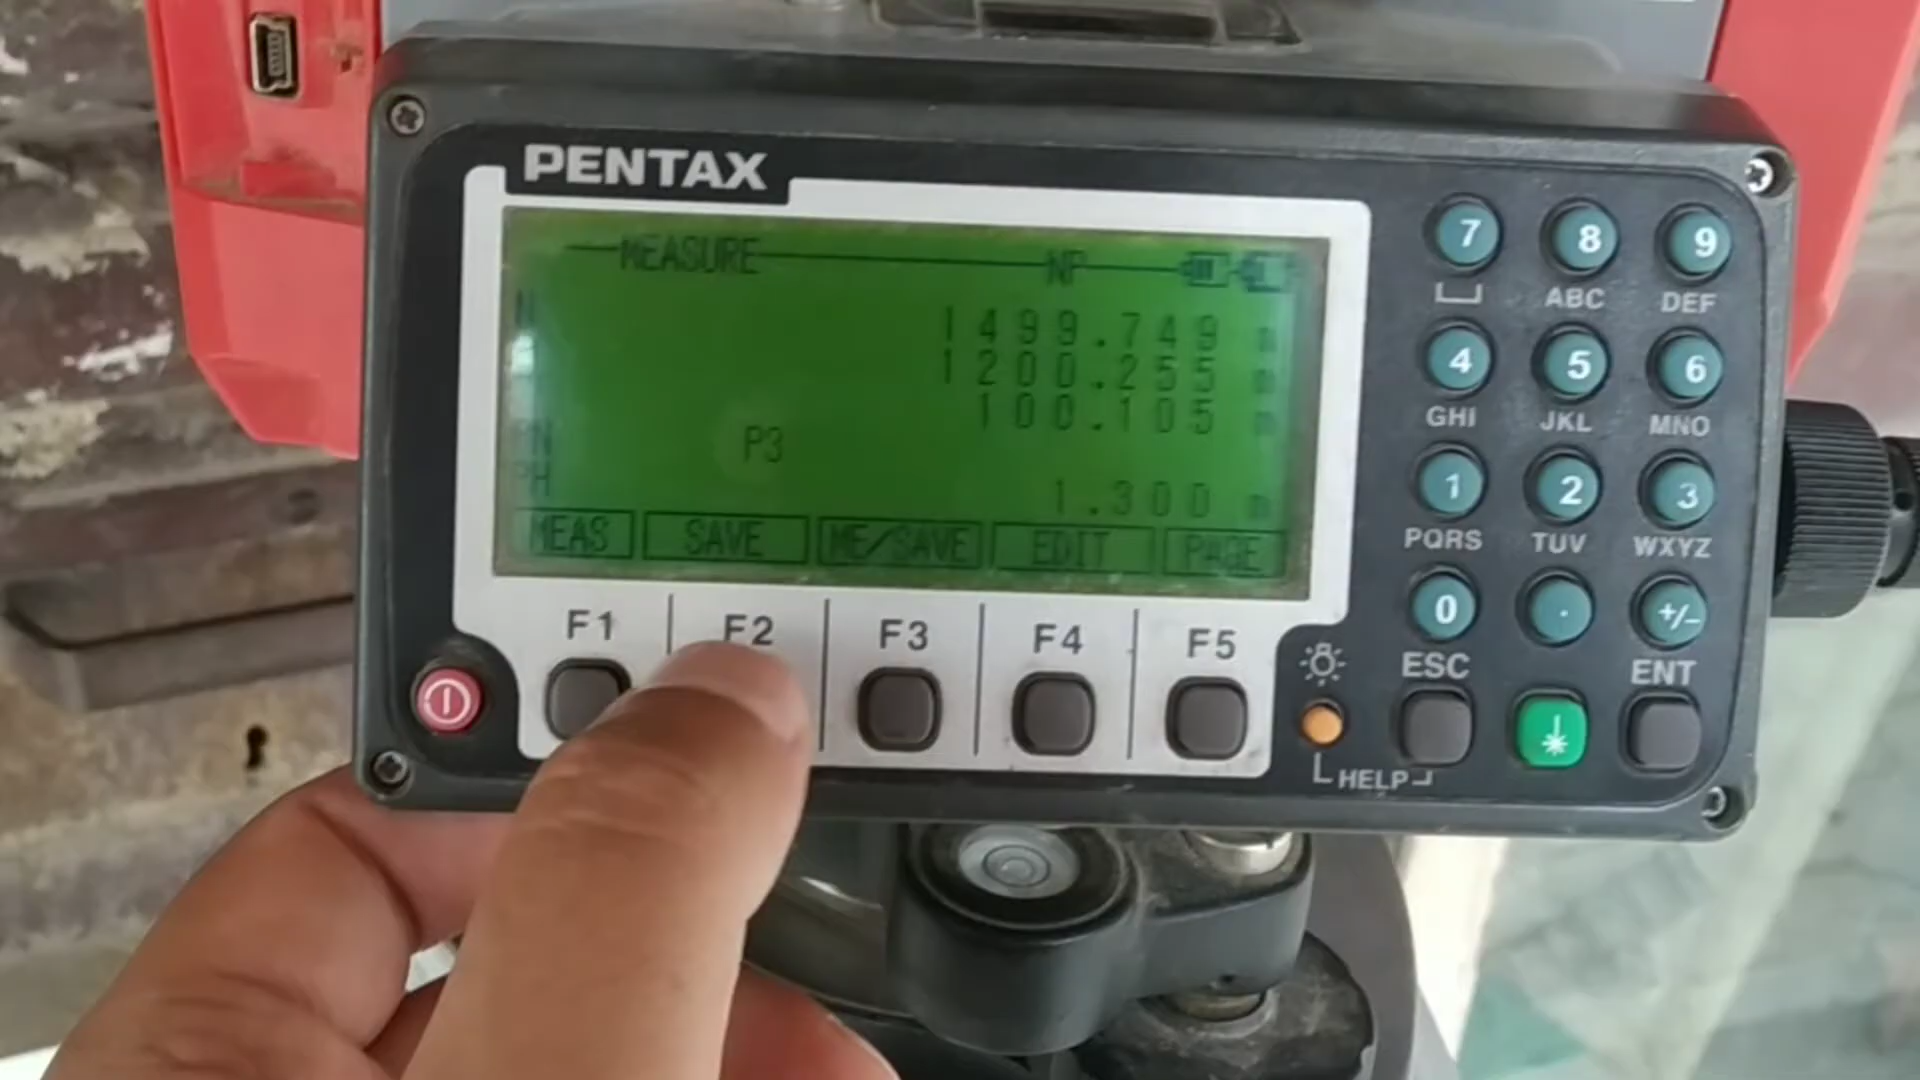 PENTAX
MEASURE NP
N 1499.749 m
1200.255 m
100.105 m
PN P3
PH 1.300 m
MEAS SAVE ME/SAVE EDIT PAGE
F1 F2 F3 F4 F5
7 8 9
ABC DEF
4 5 6
GHI JKL MNO
1 2 3
PQRS TUV WXYZ
0 . +/-
ESC ENT
HELP